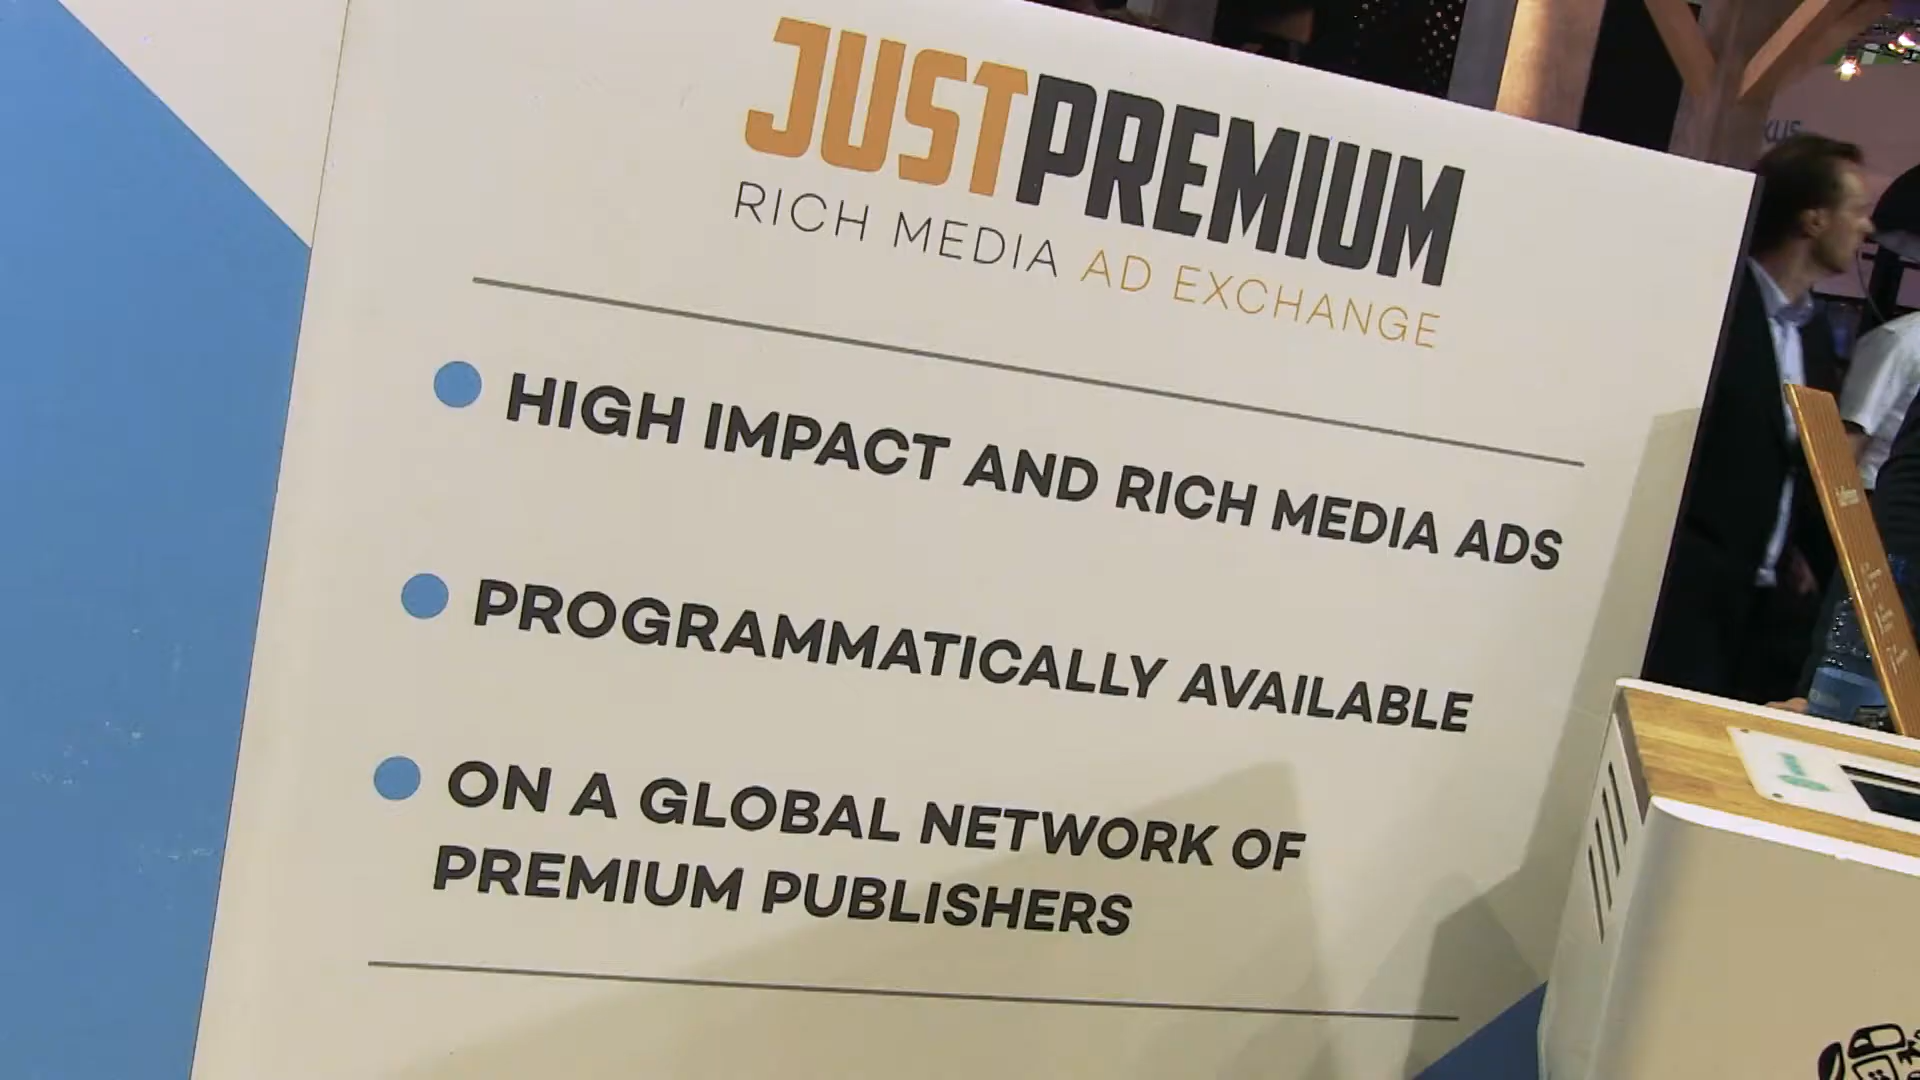 JUSTPREMIUM
RICH MEDIA AD EXCHANGE
HIGH IMPACT AND RICH MEDIA ADS
PROGRAMMATICALLY AVAILABLE
ON A GLOBAL NETWORK OF
PREMIUM PUBLISHERS